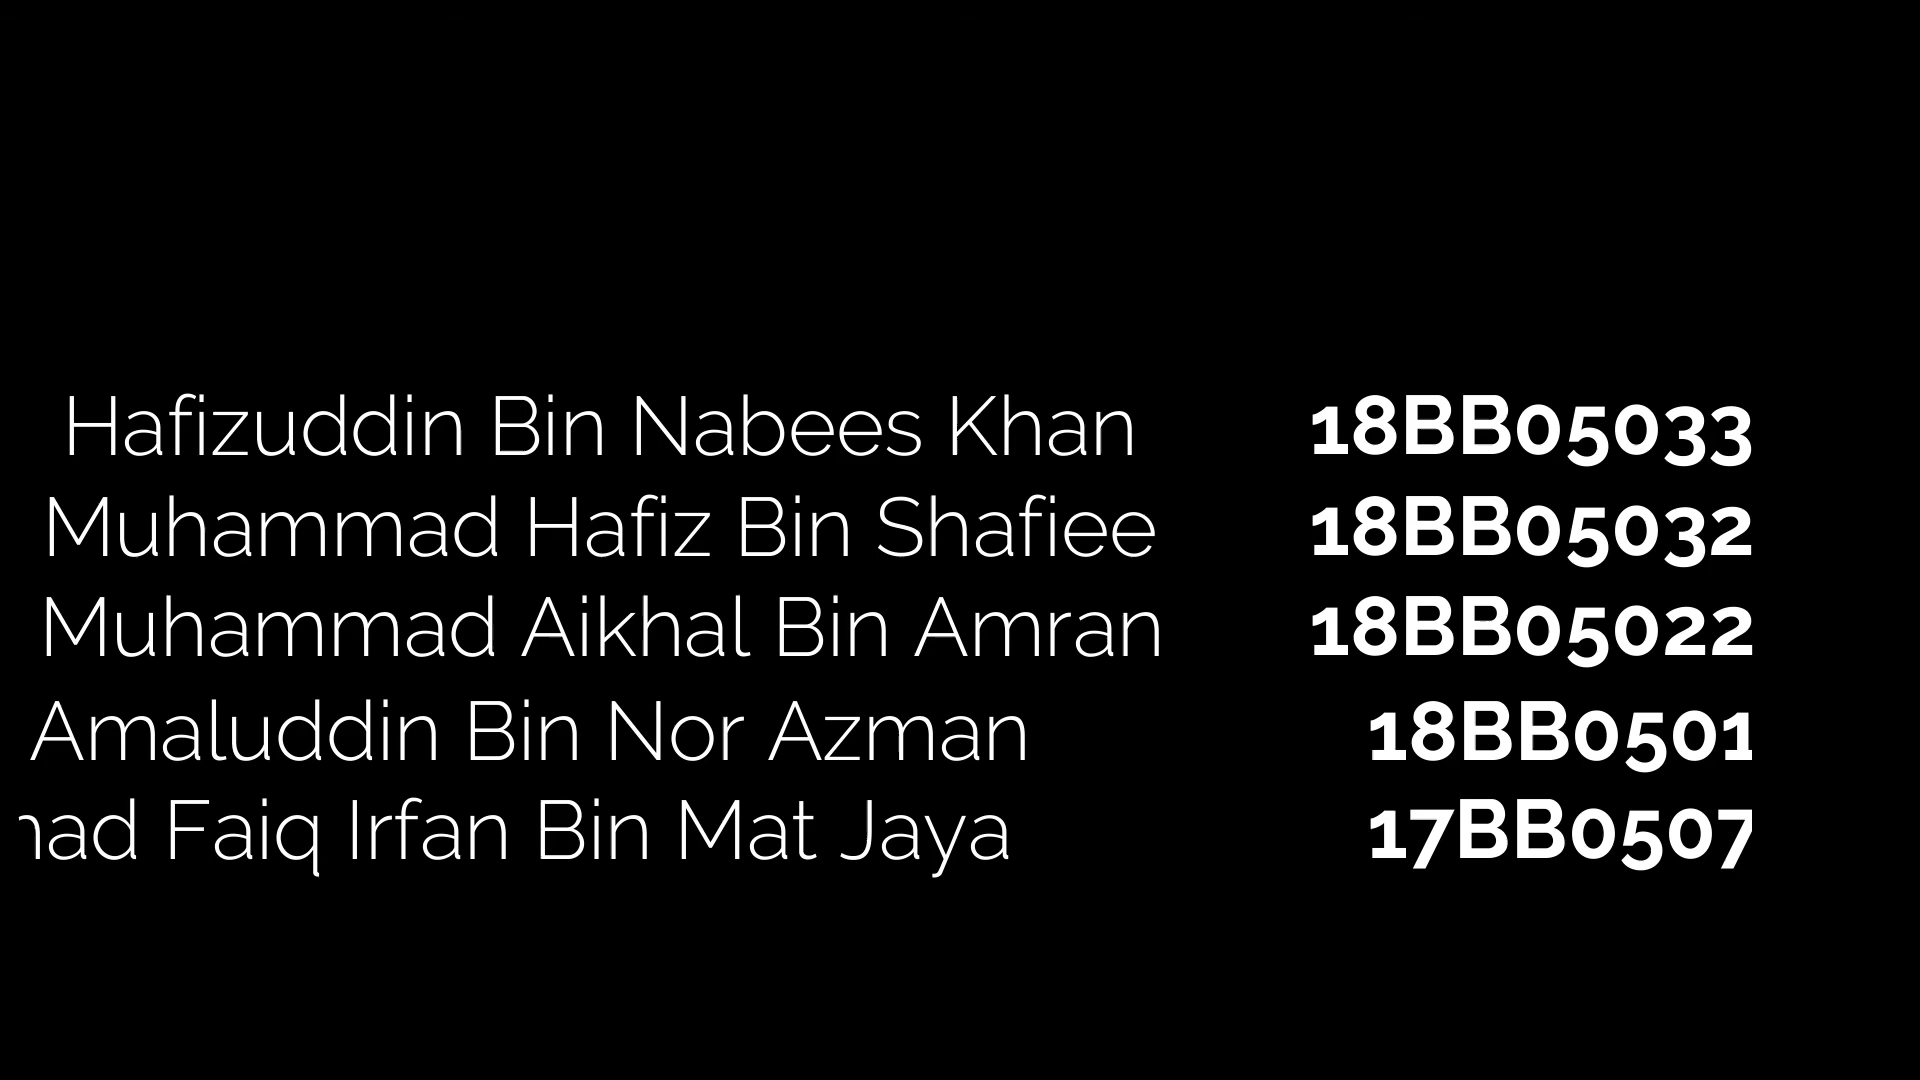 Hafizuddin Bin Nabees Khan 18BB05033
Muhammad Hafiz Bin Shafiee 18BB05032
Muhammad Aikhal Bin Amran 18BB05022
Amaluddin Bin Nor Azman 18BB0501
Faiq Irfan Bin Mat Jaya 17BB0507